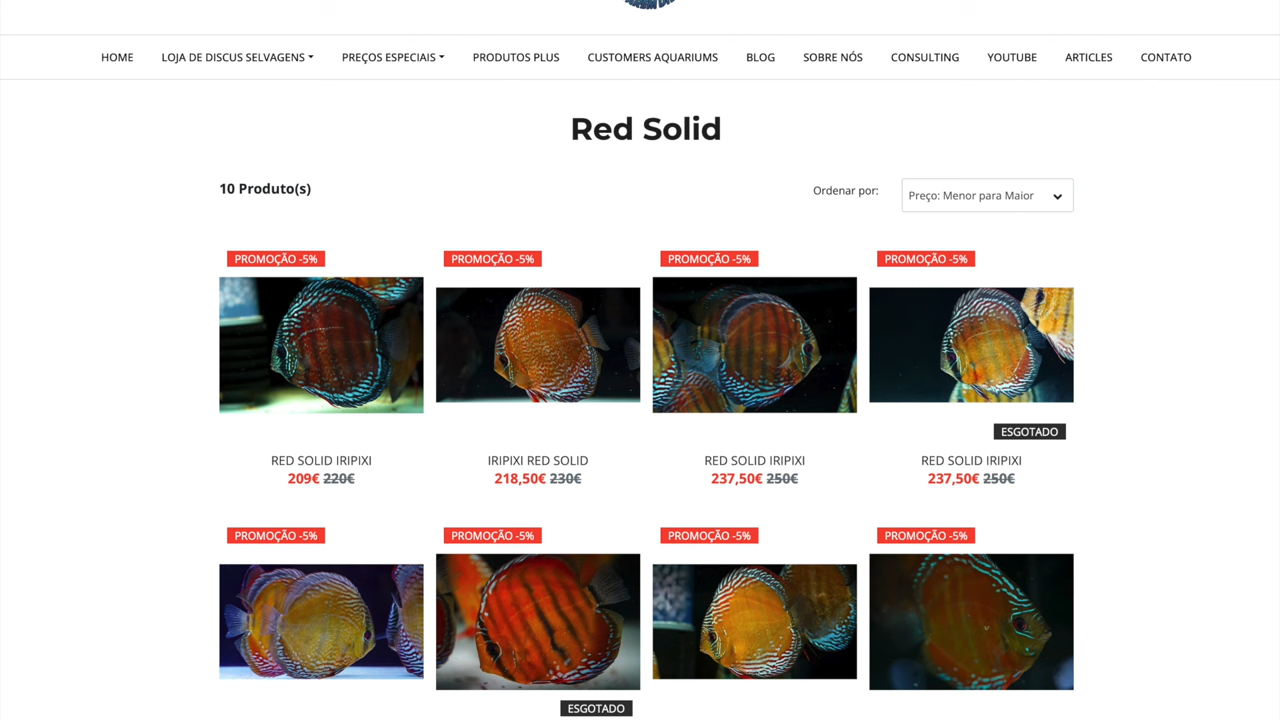 HOME LOJA DE DISCUS SELVAGENS PREÇOS ESPECIAIS PRODUTOS PLUS CUSTOMERS AQUARIUMS BLOG SOBRE NÓS CONSULTING YOUTUBE ARTICLES CONTATO
Red Solid
10 Produto(s)
Ordenar por: Preço: Menor para Maior
PROMOÇÃO -5% PROMOÇÃO -5% PROMOÇÃO -5% PROMOÇÃO -5%
ESGOTADO
RED SOLID IRIPIXI IRIPIXI RED SOLID RED SOLID IRIPIXI RED SOLID IRIPIXI
209€ 220€ 218,50€ 230€ 237,50€ 250€ 237,50€ 250€
PROMOÇÃO -5% PROMOÇÃO -5% PROMOÇÃO -5% PROMOÇÃO -5%
ESGOTADO